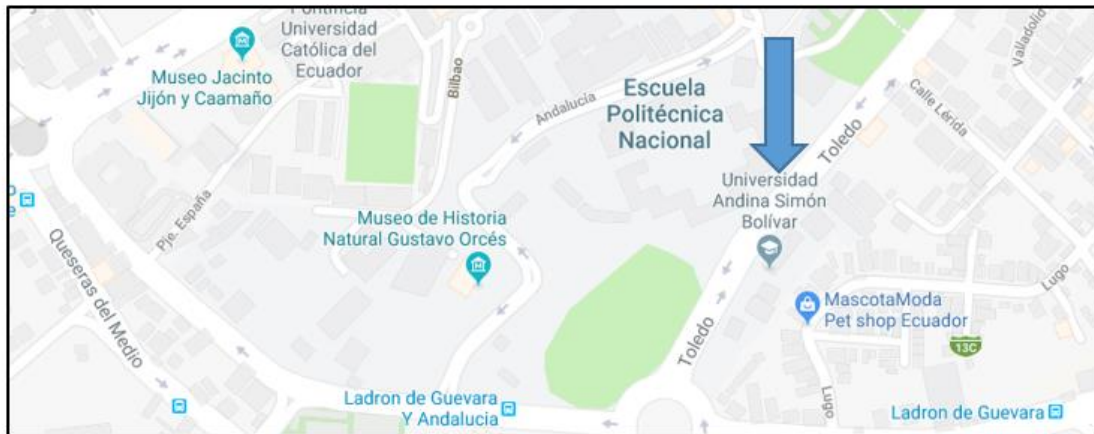 Pontificia
Universidad
Católica del
Ecuador
Museo Jacinto
Jijón y Caamaño
Bilbao
Andalucia
Escuela
Politécnica
Nacional
Toledo
Calle Lérida
Valladolid
Universidad
Andina Simón
Bolívar
Pje. España
Museo de Historia
Natural Gustavo Orcés
Queseras del Medio
Lugo
MascotaModa
Pet shop Ecuador
13C
Toledo
Lugo
Ladron de Guevara
Y Andalucia
Ladron de Guevara